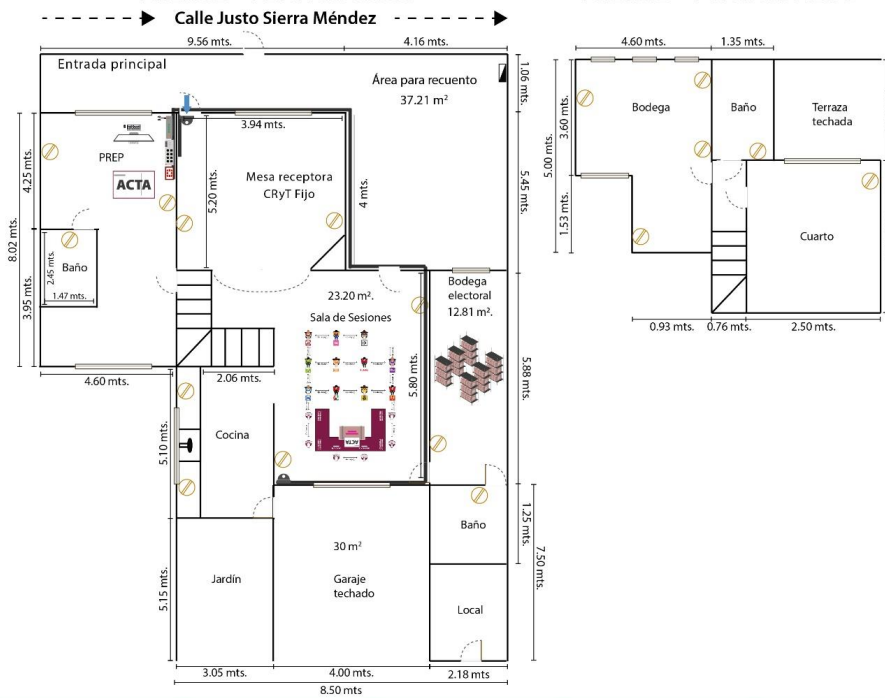 Calle Justo Sierra Méndez
9.56 mts.
4.16 mts.
Entrada principal
Área para recuento
37.21 m²
1.06 mts.
3.94 mts.
PREP
ACTA
Mesa receptora
CRyT Fijo
5.20 mts.
4 mts.
5.45 mts.
4.25 mts.
8.02 mts.
3.95 mts.
Baño
2.45 mts.
1.47 mts.
23.20 m².
Sala de Sesiones
Bodega
electoral
12.81 m².
5.80 mts.
5.88 mts.
ACTA
4.60 mts.
2.06 mts.
Cocina
5.10 mts.
Baño
1.25 mts.
7.50 mts.
30 m²
Garaje
techado
Jardín
5.15 mts.
Local
3.05 mts.
4.00 mts.
2.18 mts.
8.50 mts
4.60 mts.
1.35 mts.
Bodega
Baño
Terraza
techada
3.60 mts.
5.00 mts.
1.53 mts.
Cuarto
0.93 mts.
0.76 mts.
2.50 mts.